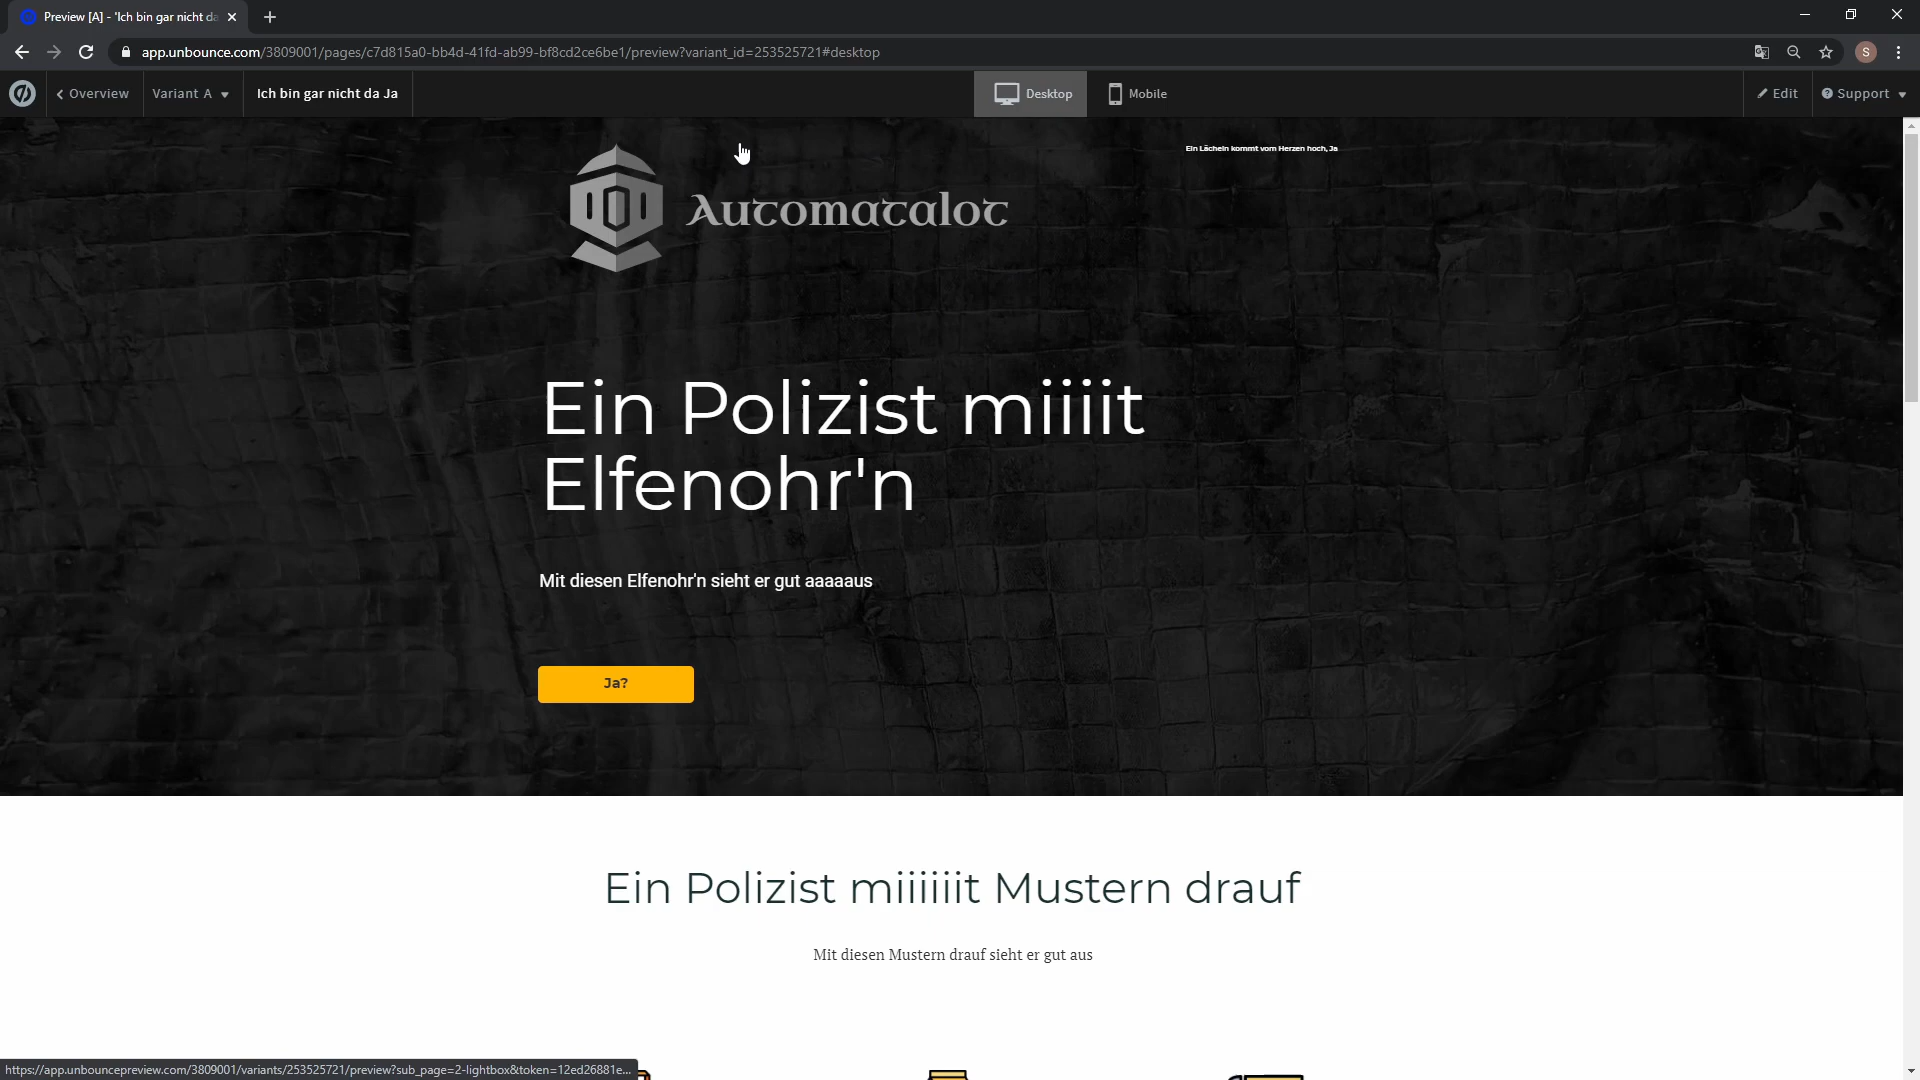 Preview [A] - 'Ich bin gar nicht da
app.unbounce.com/3809001/pages/c7d815a0-bb4d-41fd-ab99-bf8cd2ce6be1/preview?variant_id=253525721#desktop
S
Overview
Variant A
Ich bin gar nicht da Ja
Desktop
Mobile
Edit
Support
Ein Lächeln kommt vom Herzen hoch, Ja
Automatalot
Ein Polizist miiiit
Elfenohr'n
Mit diesen Elfenohr'n sieht er gut aaaaaus
Ja?
Ein Polizist miiiiiit Mustern drauf
Mit diesen Mustern drauf sieht er gut aus
https://app.unbouncepreview.com/3809001/variants/253525721/preview?sub_page=2-lightbox&token=12ed26881e...